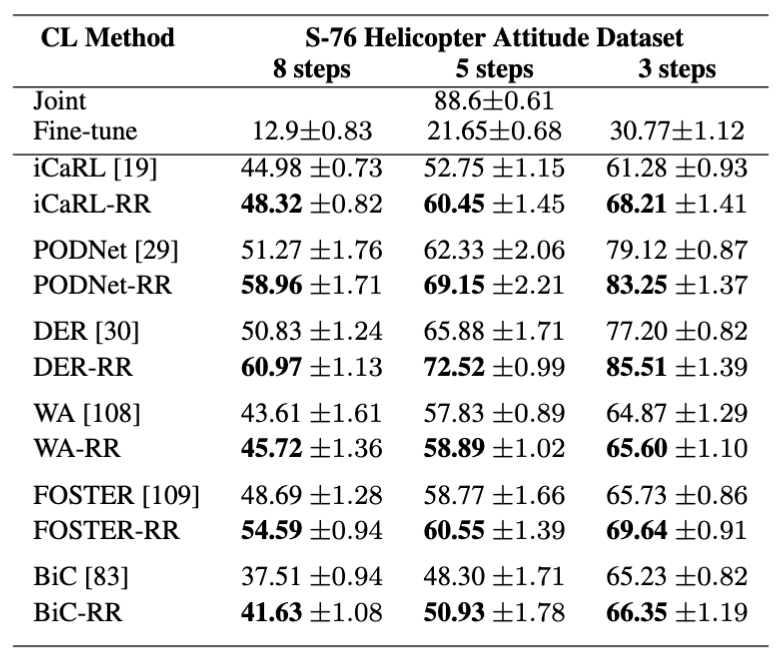 CL Method S-76 Helicopter Attitude Dataset
8 steps 5 steps 3 steps
Joint 88.6±0.61
Fine-tune 12.9±0.83 21.65±0.68 30.77±1.12
iCaRL [19] 44.98 ±0.73 52.75 ±1.15 61.28 ±0.93
iCaRL-RR 48.32 ±0.82 60.45 ±1.45 68.21 ±1.41
PODNet [29] 51.27 ±1.76 62.33 ±2.06 79.12 ±0.87
PODNet-RR 58.96 ±1.71 69.15 ±2.21 83.25 ±1.37
DER [30] 50.83 ±1.24 65.88 ±1.71 77.20 ±0.82
DER-RR 60.97 ±1.13 72.52 ±0.99 85.51 ±1.39
WA [108] 43.61 ±1.61 57.83 ±0.89 64.87 ±1.29
WA-RR 45.72 ±1.36 58.89 ±1.02 65.60 ±1.10
FOSTER [109] 48.69 ±1.28 58.77 ±1.66 65.73 ±0.86
FOSTER-RR 54.59 ±0.94 60.55 ±1.39 69.64 ±0.91
BiC [83] 37.51 ±0.94 48.30 ±1.71 65.23 ±0.82
BiC-RR 41.63 ±1.08 50.93 ±1.78 66.35 ±1.19